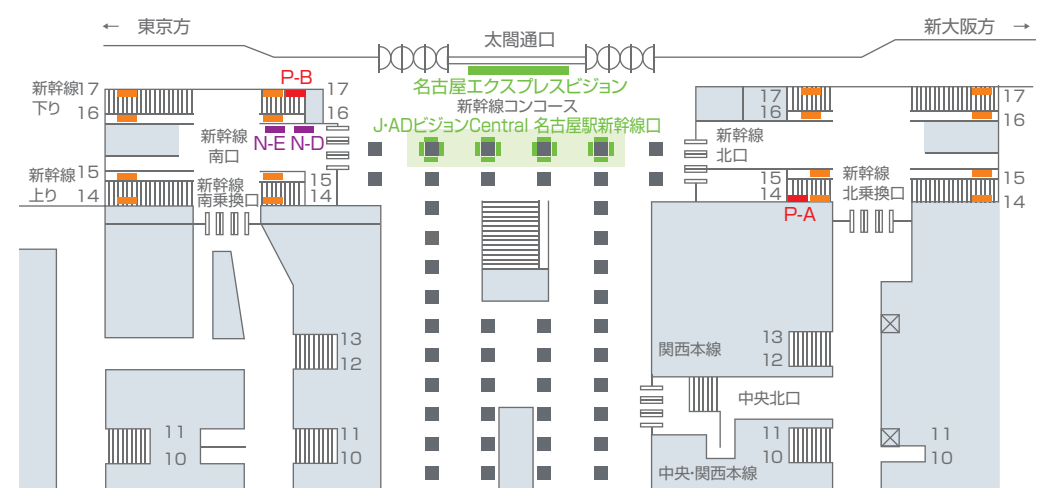 ← 東京方
新大阪方 →
太閤通口
名古屋エクスプレスビジョン
新幹線コンコース
J・ADビジョンCentral 名古屋駅新幹線口
新幹線17
下り 16
P-B
17
16
新幹線
南口
N-E N-D
新幹線15
上り 14
新幹線
南乗換口
15
14
17
16
新幹線
北口
17
16
15
14
P-A
新幹線
北乗換口
15
14
13
12
関西本線
13
12
中央北口
11
10
11
10
11
10
中央・関西本線
11
10